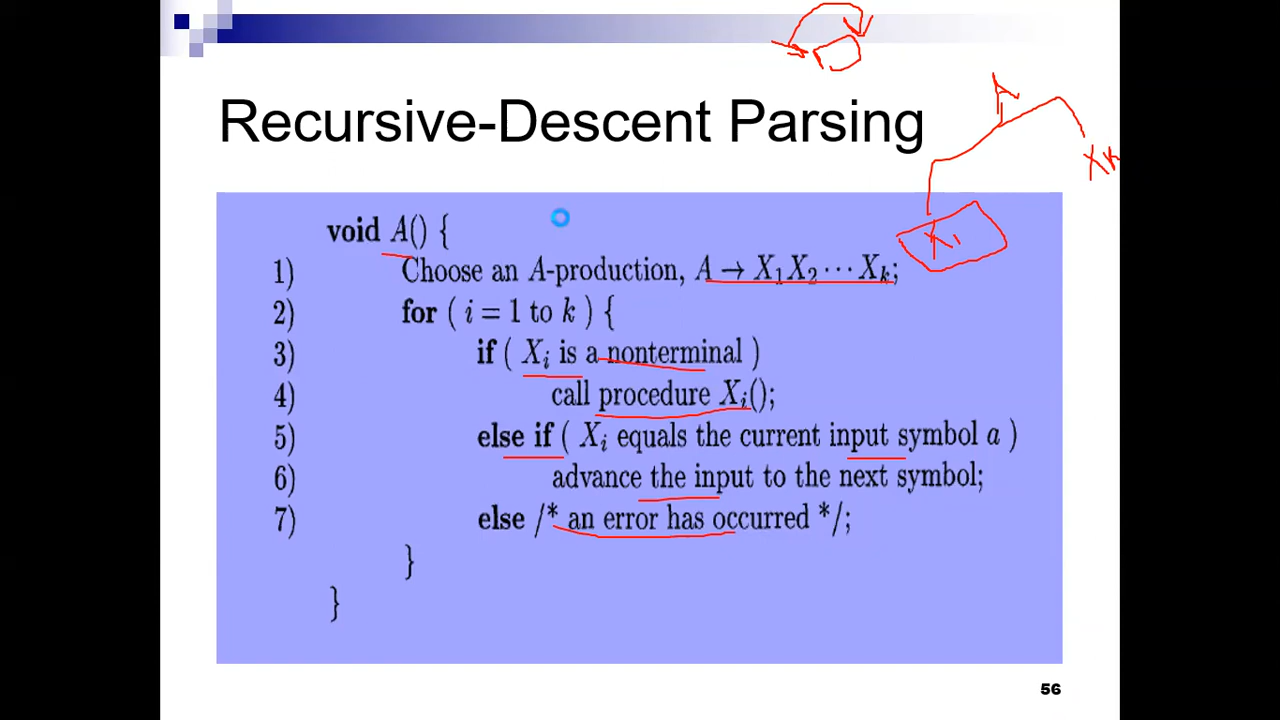 A
Recursive-Descent Parsing
Xk
void A() {
X1
1) Choose an A-production, A → X1X2 ⋯ Xk;
2) for ( i = 1 to k ) {
3) if ( Xi is a nonterminal )
4) call procedure Xi();
5) else if ( Xi equals the current input symbol a )
6) advance the input to the next symbol;
7) else /* an error has occurred */;
}
}
56